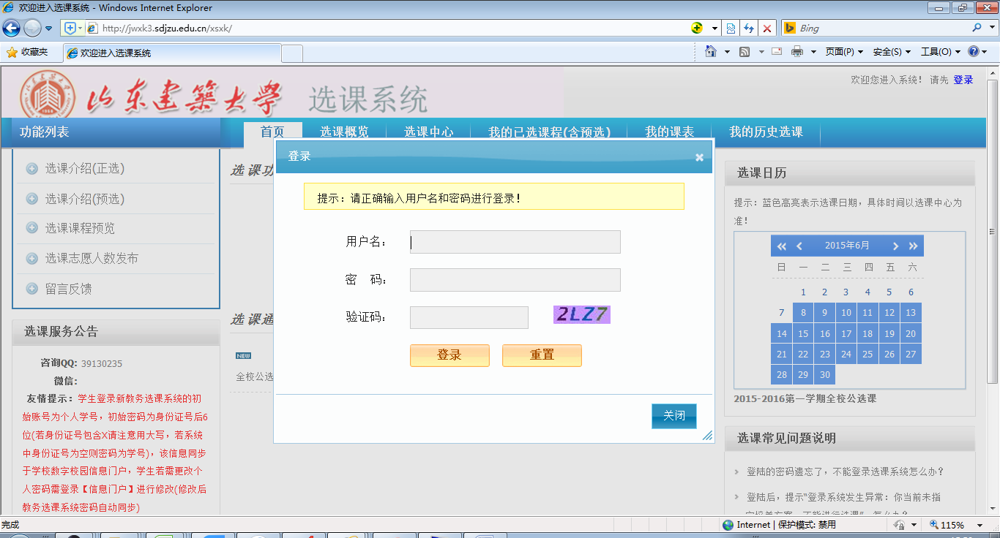 欢迎进入选课系统 - Windows Internet Explorer
http://jwxk3.sdjzu.edu.cn/xsxk/
Bing
收藏夹
欢迎进入选课系统
页面(P) 安全(S) 工具(O)
山东建筑大学 选课系统
欢迎您进入系统! 请先 登录
功能列表
首页 选课概览 选课中心 我的已选课程(含预选) 我的课表 我的历史选课
选课介绍(正选)
选课介绍(预选)
选课课程预览
选课志愿人数发布
留言反馈
选课服务公告
咨询QQ: 39130235
微信:
友情提示: 学生登录新教务选课系统的初
始账号为个人学号, 初始密码为身份证号后6
位(若身份证号包含X请注意用大写, 若系统
中身份证号为空则密码为学号), 该信息同步
于学校数字校园信息门户, 学生若需更改个
人密码需登录【信息门户】进行修改(修改后
教务选课系统密码自动同步)
选课功
选课通
NEW
全校公选
登录
提示: 请正确输入用户名和密码进行登录!
用户名:
密 码:
验证码:
2LZ7
登录 重置
关闭
选课日历
提示: 蓝色高亮表示选课日期, 具体时间以选课中心为
准!
2015年6月
日 一 二 三 四 五 六
1 2 3 4 5 6
7 8 9 10 11 12 13
14 15 16 17 18 19 20
21 22 23 24 25 26 27
28 29 30
2015-2016第一学期全校公选课
选课常见问题说明
登陆的密码遗忘了, 不能登录选课系统怎么办?
登陆后, 提示“登录系统发生异常: 你当前未指
完成
Internet | 保护模式: 禁用
115%